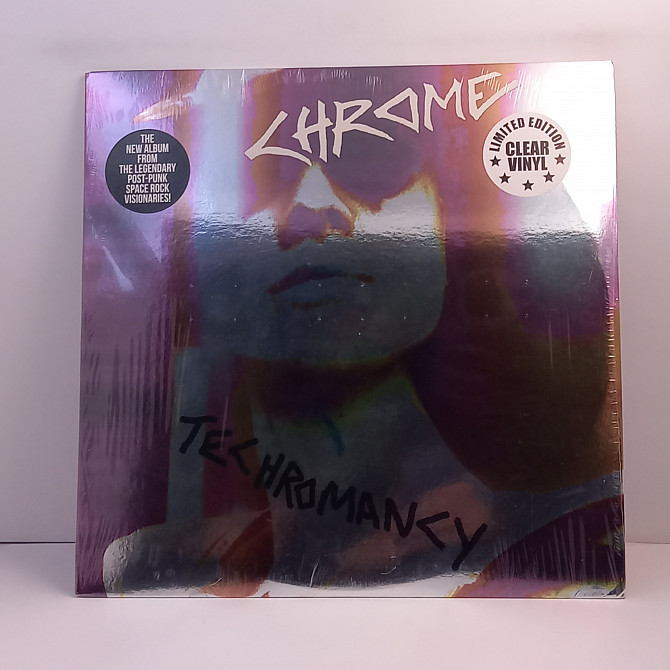 CHROME
THE
NEW ALBUM
FROM
THE LEGENDARY
POST-PUNK
SPACE ROCK
VISIONARIES!
LIMITED EDITION
CLEAR
VINYL
TECHROMANCY